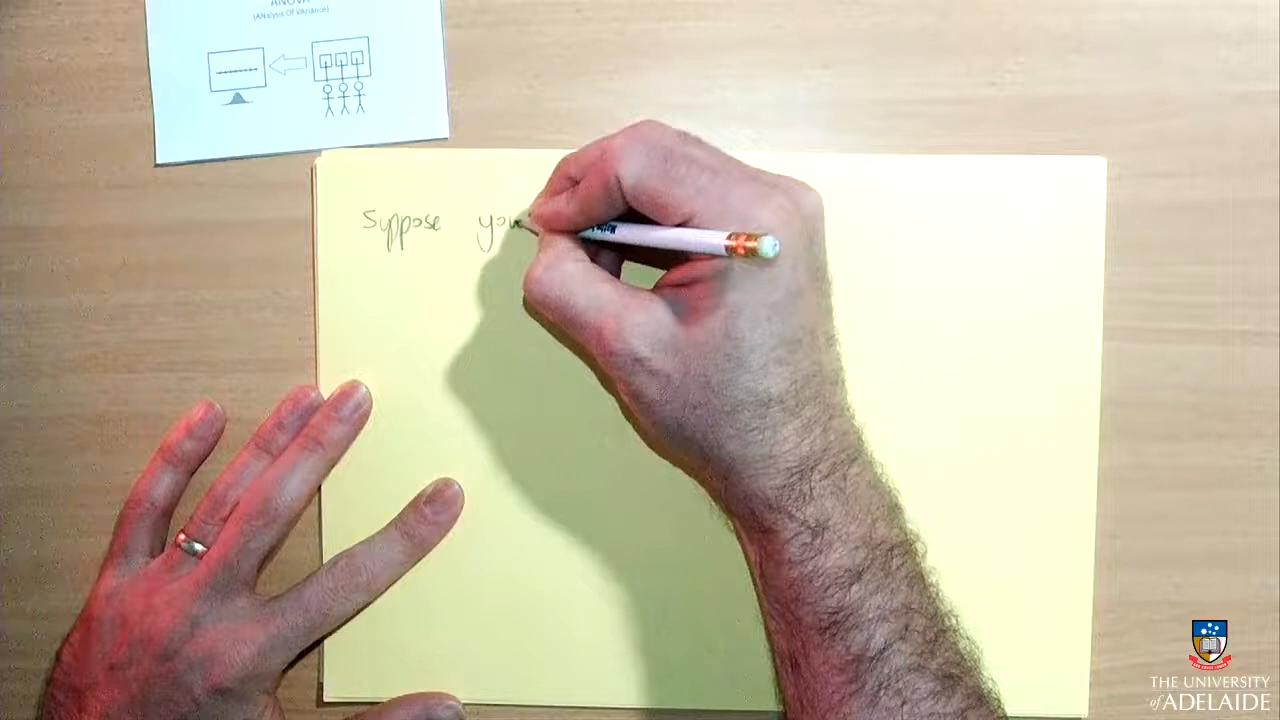 ANOVA
(ANalysis Of VAriance)
Suppose you
THE UNIVERSITY
of ADELAIDE